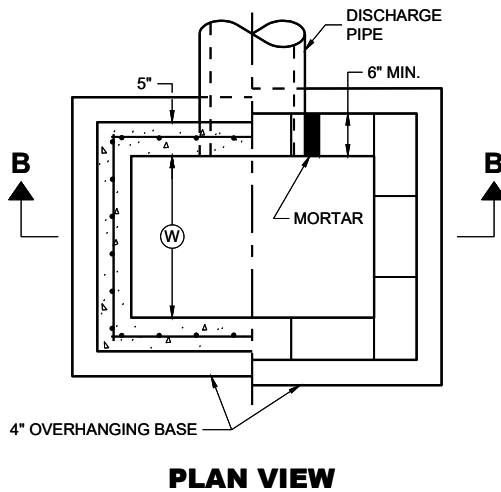 DISCHARGE
PIPE
5"
6" MIN.
B
B
MORTAR
W
4" OVERHANGING BASE
PLAN VIEW